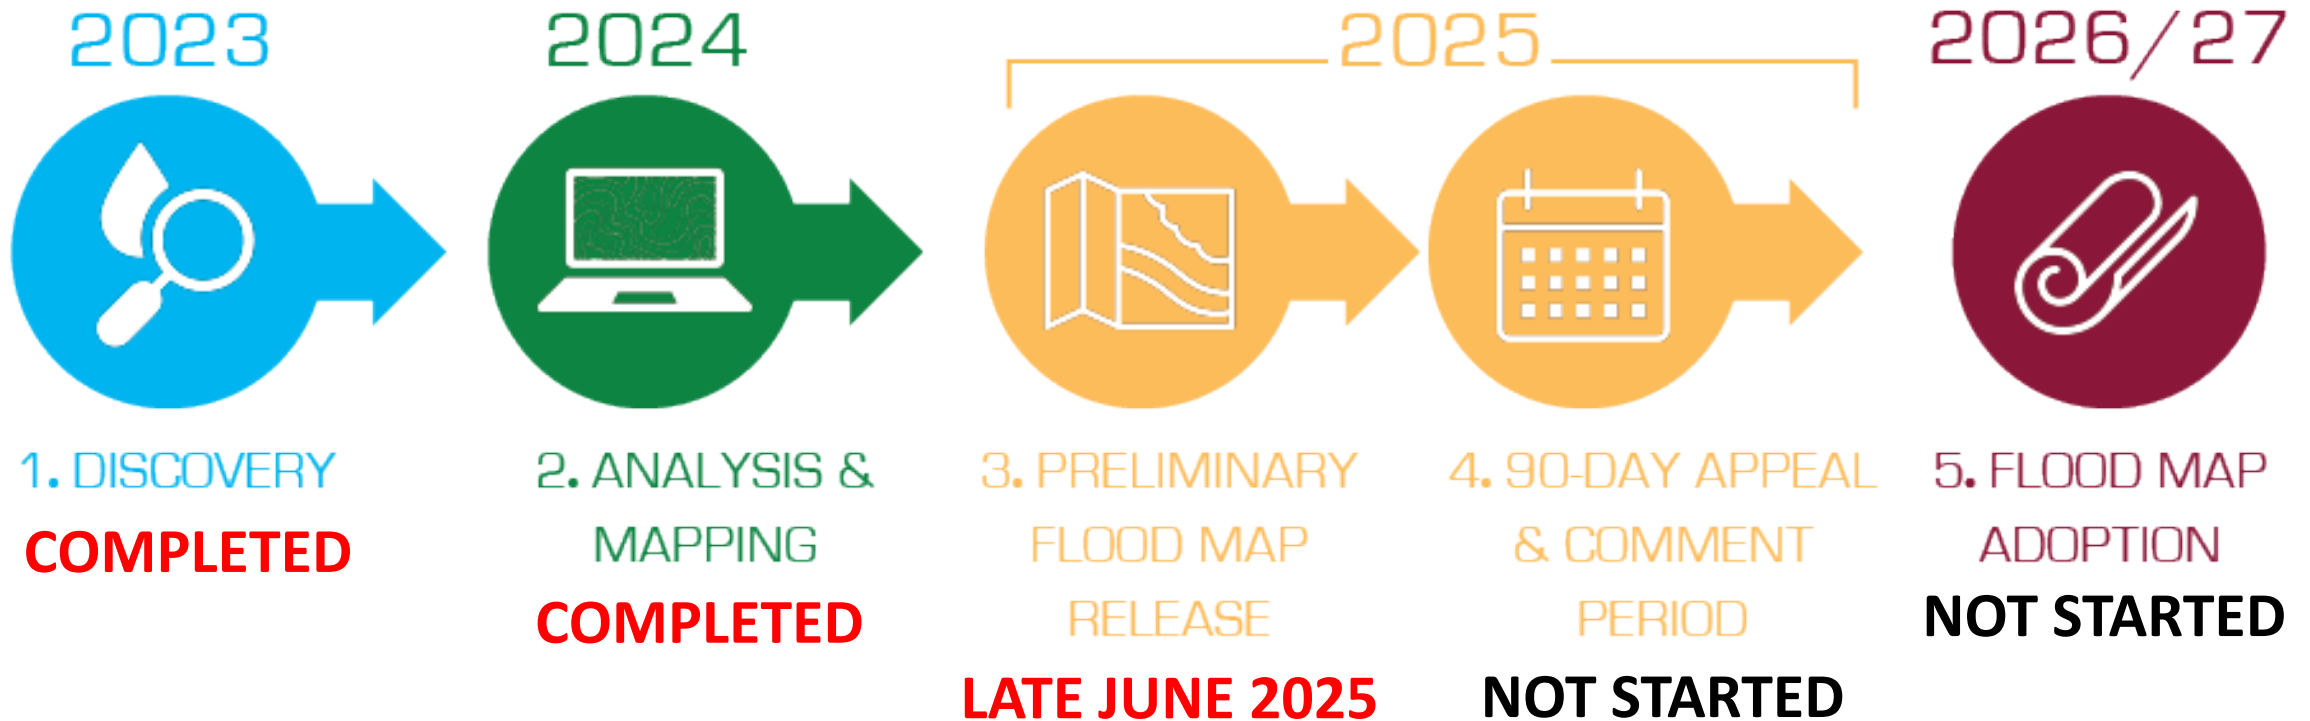 2023
1. DISCOVERY
COMPLETED
2024
2. ANALYSIS &
MAPPING
COMPLETED
2025
3. PRELIMINARY
FLOOD MAP
RELEASE
LATE JUNE 2025
4. 90-DAY APPEAL
& COMMENT
PERIOD
NOT STARTED
2026/27
5. FLOOD MAP
ADOPTION
NOT STARTED